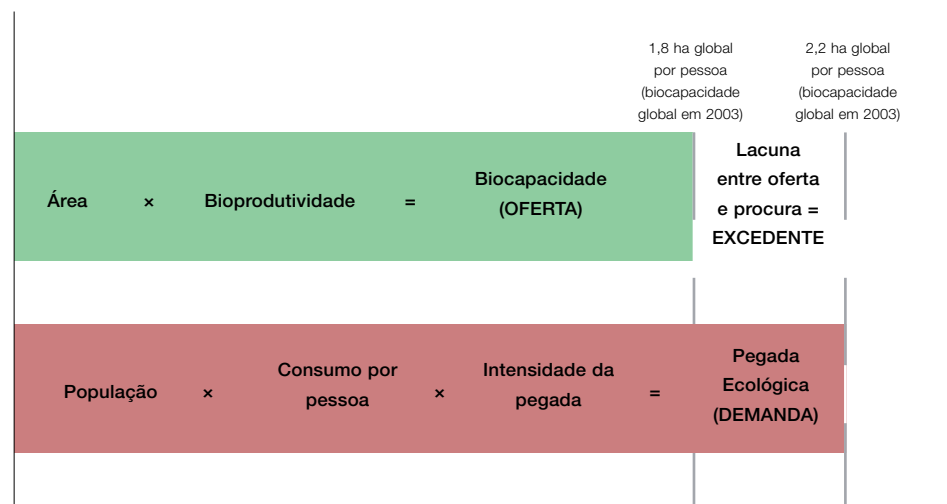 1,8 ha global
por pessoa
(biocapacidade
global em 2003)
2,2 ha global
por pessoa
(biocapacidade
global em 2003)
Área × Bioprodutividade =
Biocapacidade
(OFERTA)
Lacuna
entre oferta
e procura =
EXCEDENTE
População ×
Consumo por
pessoa
×
Intensidade da
pegada
=
Pegada
Ecológica
(DEMANDA)